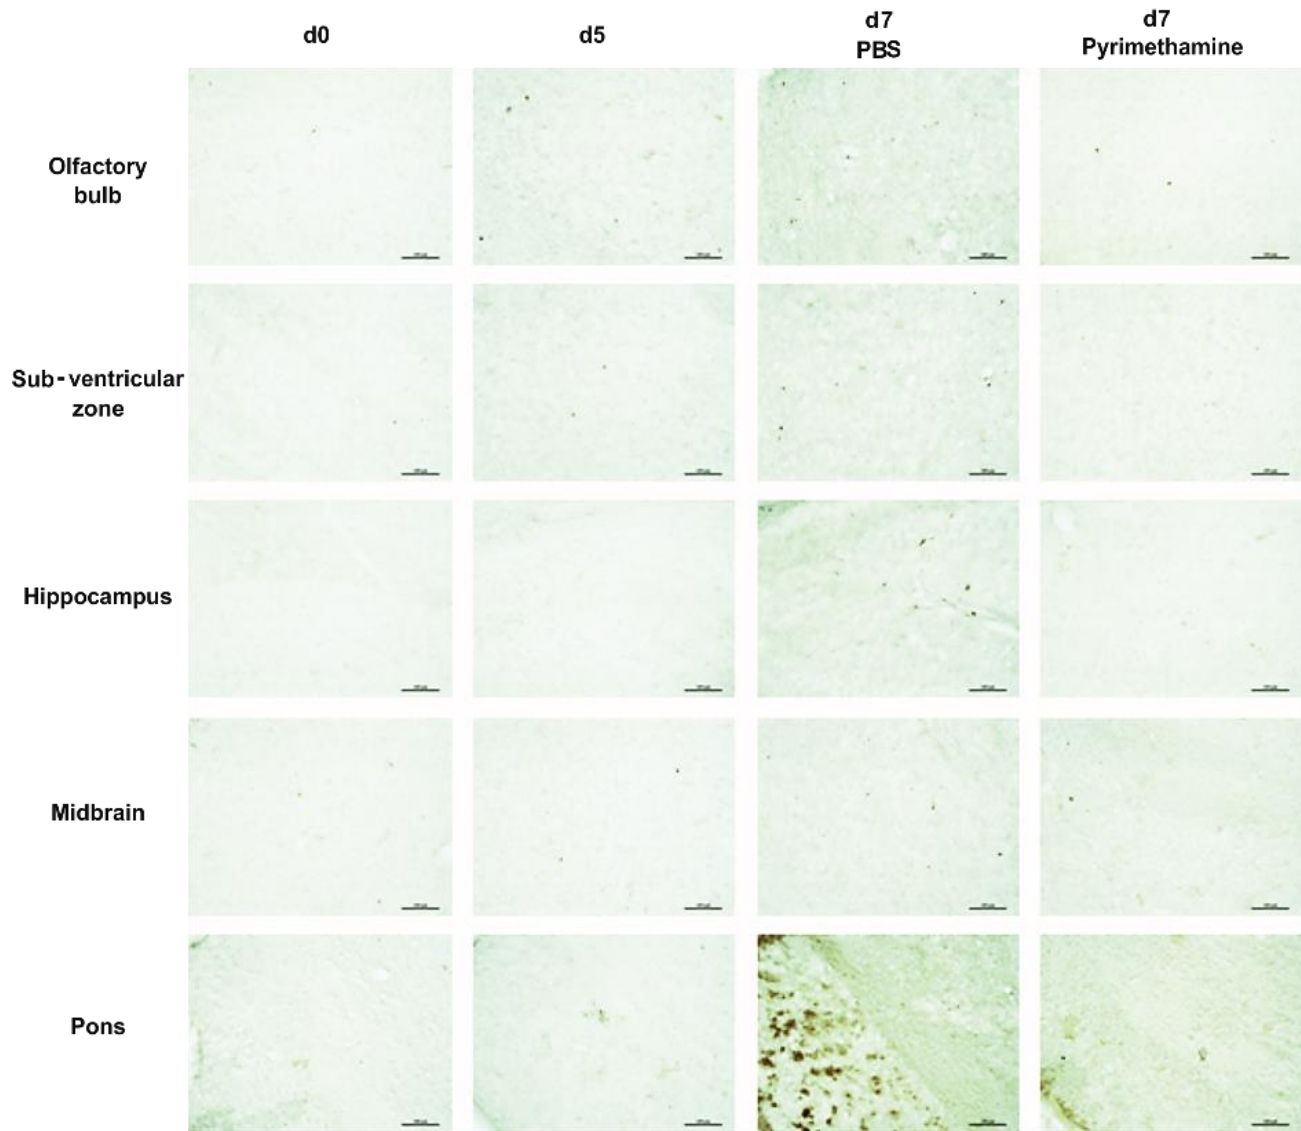 d0
d5
d7
PBS
d7
Pyrimethamine
Olfactory
bulb
Sub-ventricular
zone
Hippocampus
Midbrain
Pons